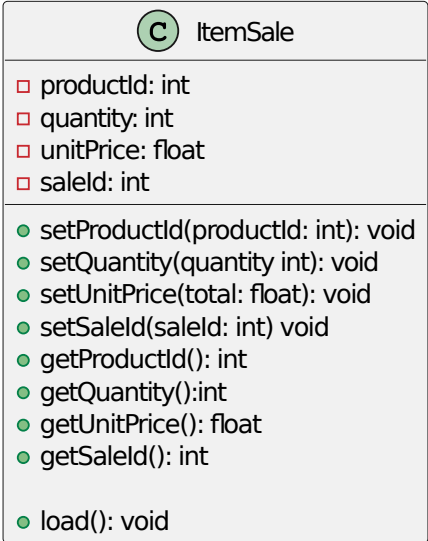 C ItemSale
productId: int
quantity: int
unitPrice: float
saleId: int
setProductId(productId: int): void
setQuantity(quantity int): void
setUnitPrice(total: float): void
setSaleId(saleId: int) void
getProductId(): int
getQuantity():int
getUnitPrice(): float
getSaleId(): int
load(): void